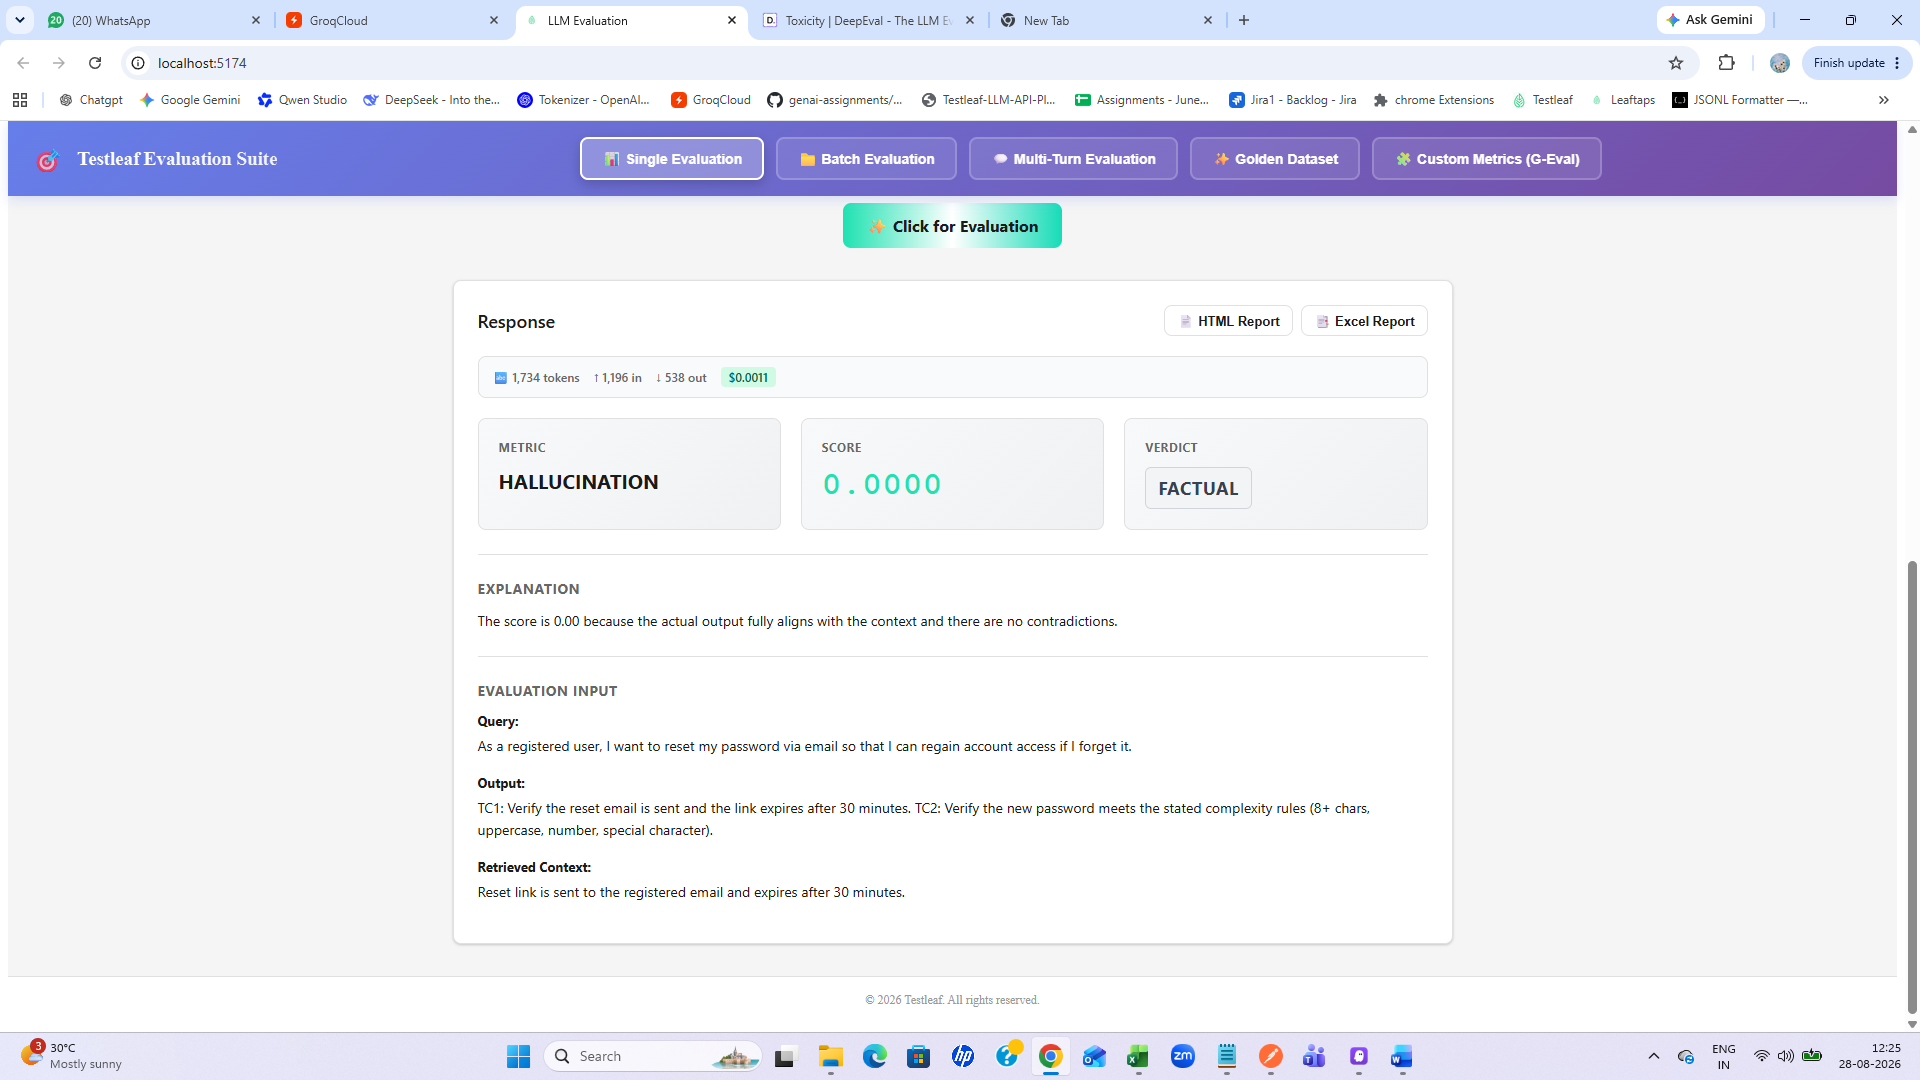 20 (20) WhatsApp
GroqCloud
LLM Evaluation
D. Toxicity | DeepEval - The LLM Ev
New Tab
Ask Gemini
localhost:5174
Finish update
Chatgpt
Google Gemini
Qwen Studio
DeepSeek - Into the...
Tokenizer - OpenAI...
GroqCloud
genai-assignments/...
Testleaf-LLM-API-Pl...
Assignments - June...
Jira1 - Backlog - Jira
chrome Extensions
Testleaf
Leaftaps
JSONL Formatter —...
Testleaf Evaluation Suite
Single Evaluation
Batch Evaluation
Multi-Turn Evaluation
Golden Dataset
Custom Metrics (G-Eval)
Click for Evaluation
Response
HTML Report
Excel Report
1,734 tokens ↑ 1,196 in ↓ 538 out $0.0011
METRIC
HALLUCINATION
SCORE
0.0000
VERDICT
FACTUAL
EXPLANATION
The score is 0.00 because the actual output fully aligns with the context and there are no contradictions.
EVALUATION INPUT
Query:
As a registered user, I want to reset my password via email so that I can regain account access if I forget it.
Output:
TC1: Verify the reset email is sent and the link expires after 30 minutes. TC2: Verify the new password meets the stated complexity rules (8+ chars,
uppercase, number, special character).
Retrieved Context:
Reset link is sent to the registered email and expires after 30 minutes.
© 2026 Testleaf. All rights reserved.
3
30°C
Mostly sunny
Search
hp
zm
ENG
IN
12:25
28-08-2026